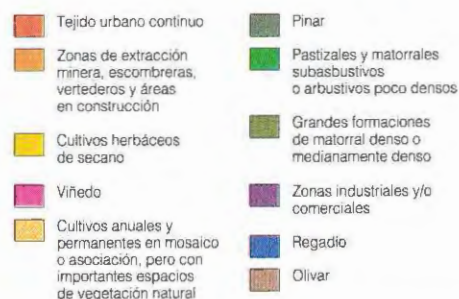 Tejido urbano continuo
Zonas de extracción
minera, escombreras,
vertederos y áreas
en construcción
Cultivos herbáceos
de secano
Viñedo
Cultivos anuales y
permanentes en mosaico
o asociación, pero con
importantes espacios
de vegetación natural
Pinar
Pastizales y matorrales
subasbustivos
o arbustivos poco densos
Grandes formaciones
de matorral denso o
medianamente denso
Zonas industriales y/o
comerciales
Regadío
Olivar